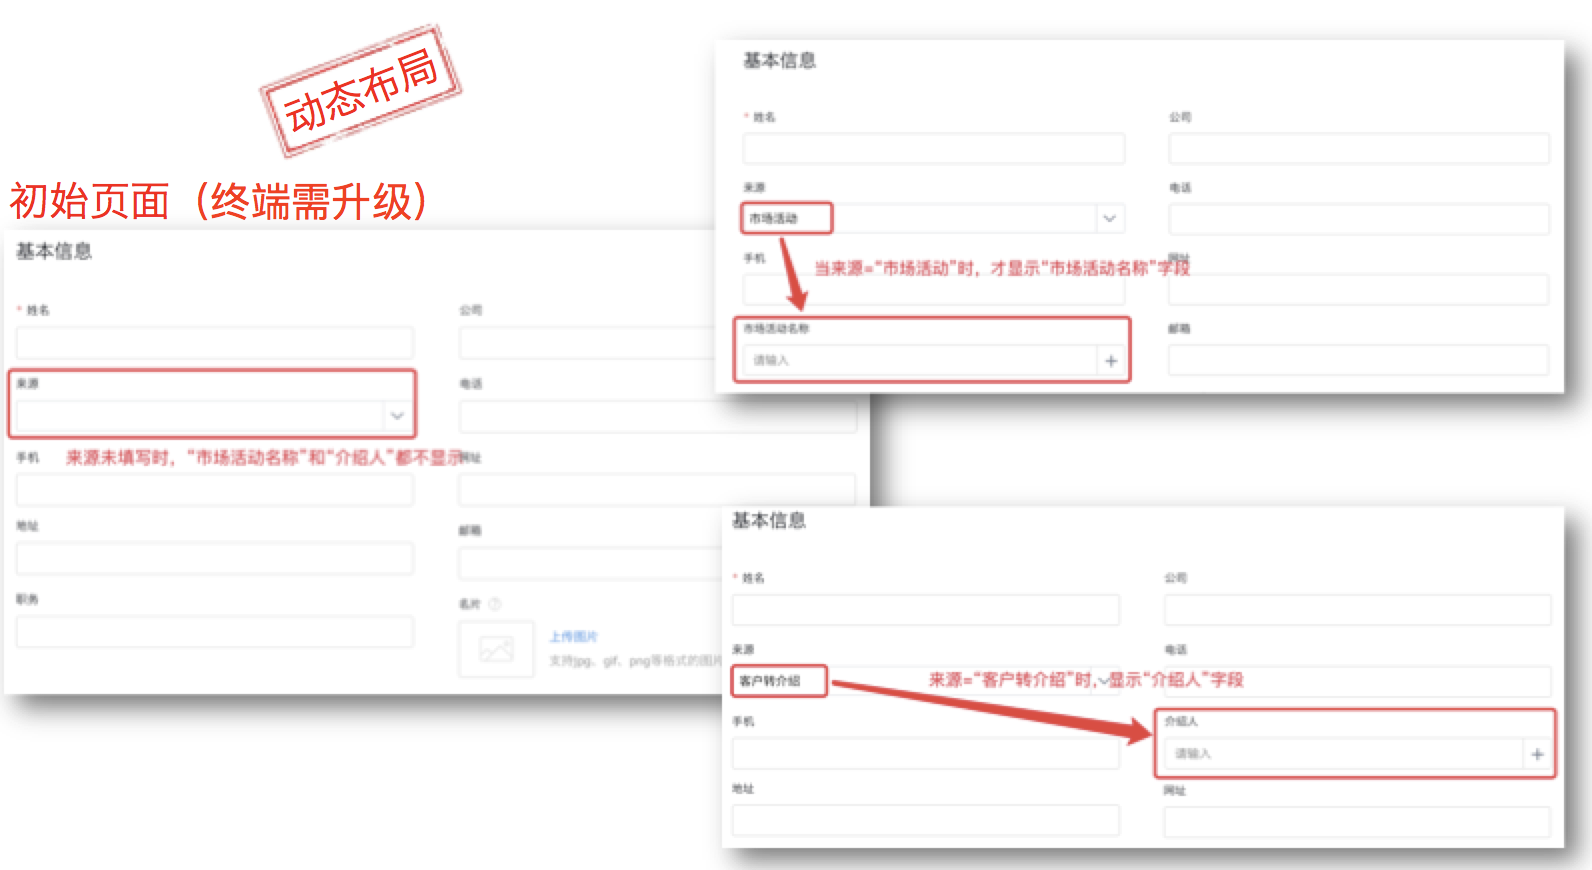 动态布局
初始页面（终端需升级）
基本信息
* 姓名
公司
来源
电话
手机
来源未填写时，“市场活动名称”和“介绍人”都不显示
网址
地址
邮箱
职务
名片
上传图片
支持jpg、gif、png等格式的图片
基本信息
* 姓名
公司
来源
电话
市场活动
手机
网址
当来源=“市场活动”时，才显示“市场活动名称”字段
市场活动名称
邮箱
请输入
基本信息
* 姓名
公司
来源
电话
客户转介绍
来源=“客户转介绍”时，显示“介绍人”字段
手机
介绍人
请输入
地址
网址